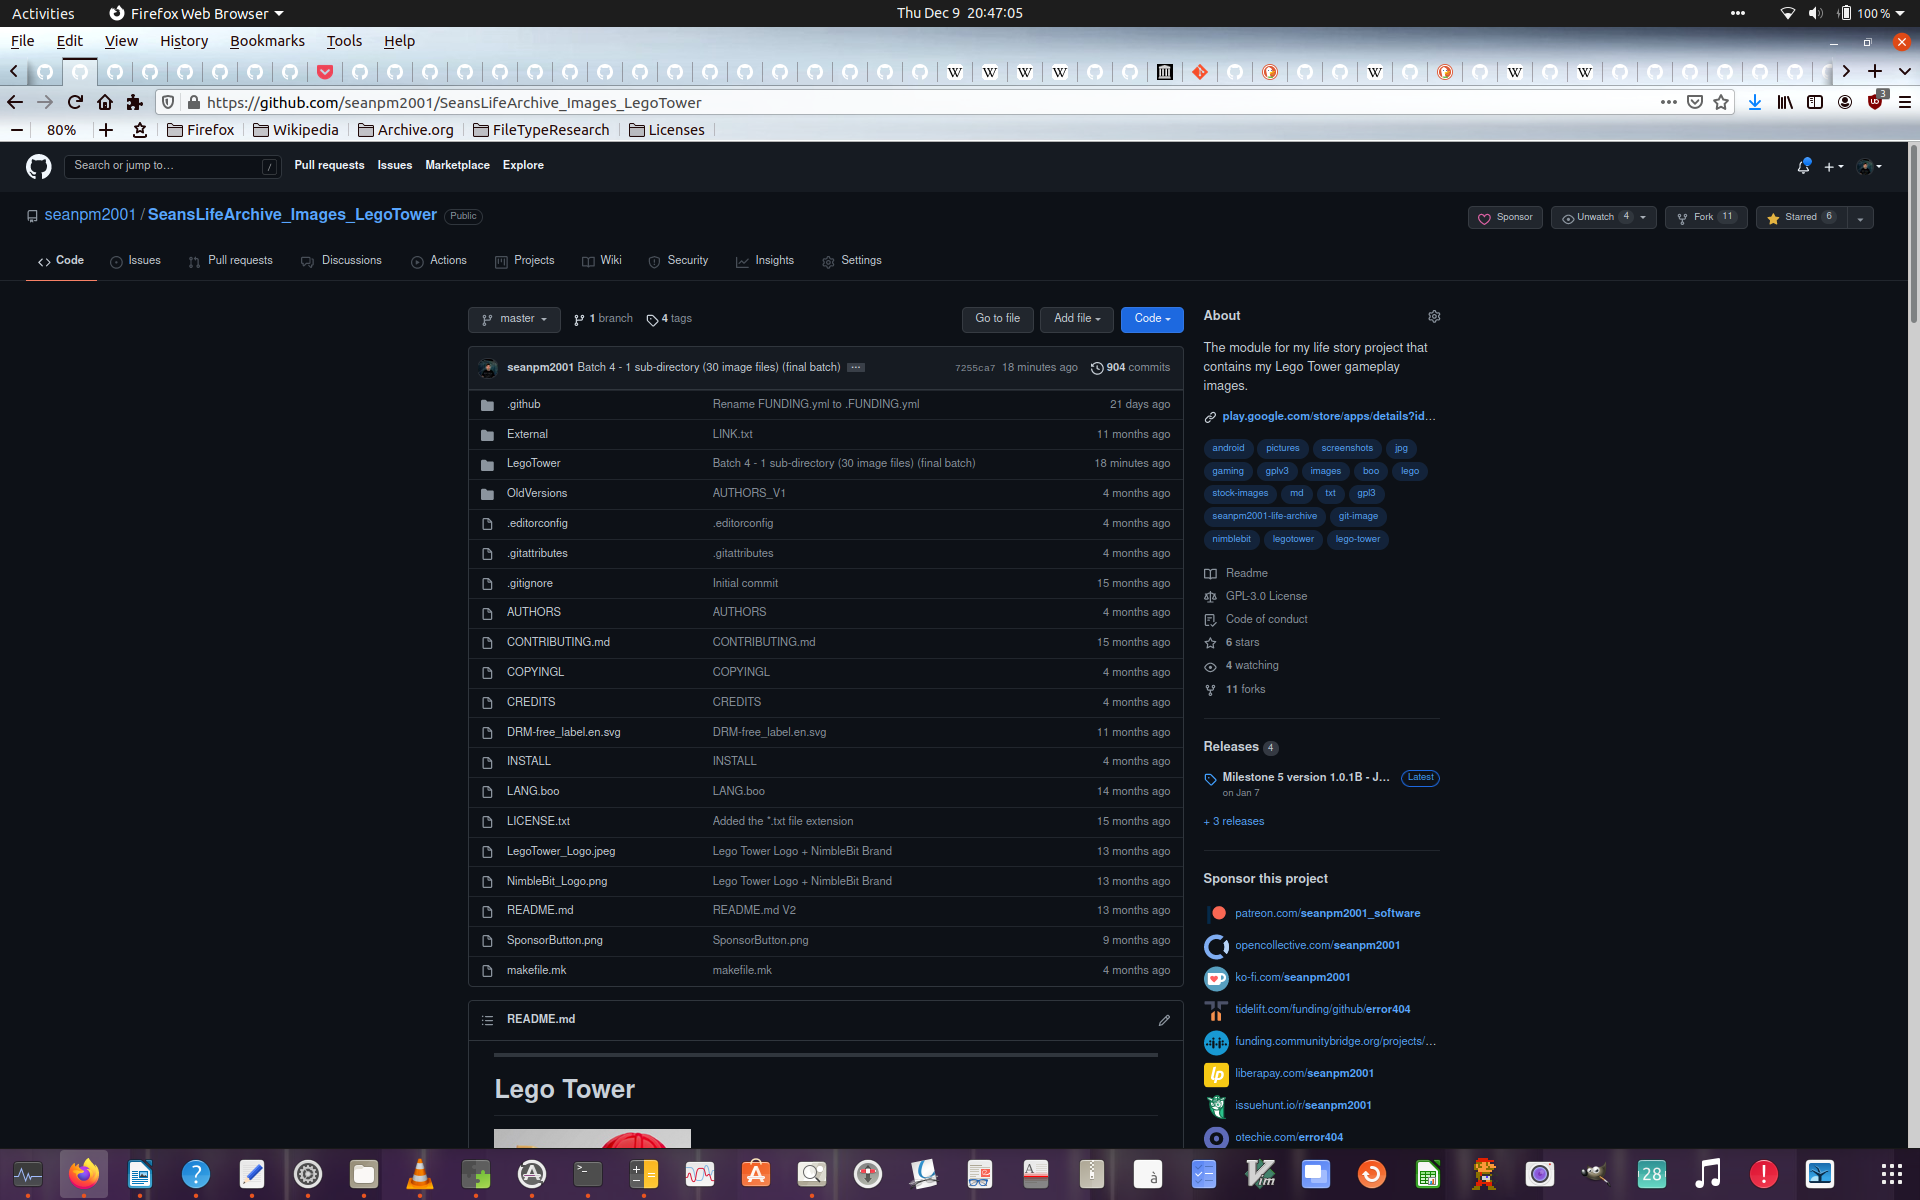 Activities Firefox Web Browser Thu Dec 9 20:47:05 100 %
File Edit View History Bookmarks Tools Help
https://github.com/seanpm2001/SeansLifeArchive_Images_LegoTower 3
80% Firefox Wikipedia Archive.org FileTypeResearch Licenses
Search or jump to… / Pull requests Issues Marketplace Explore
seanpm2001 / SeansLifeArchive_Images_LegoTower Public Sponsor Unwatch 4 Fork 11 Starred 6
Code Issues Pull requests Discussions Actions Projects Wiki Security Insights Settings
master 1 branch 4 tags Go to file Add file Code
seanpm2001 Batch 4 - 1 sub-directory (30 image files) (final batch) 7255ca7 18 minutes ago 904 commits
.github Rename FUNDING.yml to .FUNDING.yml 21 days ago
External LINK.txt 11 months ago
LegoTower Batch 4 - 1 sub-directory (30 image files) (final batch) 18 minutes ago
OldVersions AUTHORS_V1 4 months ago
.editorconfig .editorconfig 4 months ago
.gitattributes .gitattributes 4 months ago
.gitignore Initial commit 15 months ago
AUTHORS AUTHORS 4 months ago
CONTRIBUTING.md CONTRIBUTING.md 15 months ago
COPYINGL COPYINGL 4 months ago
CREDITS CREDITS 4 months ago
DRM-free_label.en.svg DRM-free_label.en.svg 11 months ago
INSTALL INSTALL 4 months ago
LANG.boo LANG.boo 14 months ago
LICENSE.txt Added the *.txt file extension 15 months ago
LegoTower_Logo.jpeg Lego Tower Logo + NimbleBit Brand 13 months ago
NimbleBit_Logo.png Lego Tower Logo + NimbleBit Brand 13 months ago
README.md README.md V2 13 months ago
SponsorButton.png SponsorButton.png 9 months ago
makefile.mk makefile.mk 4 months ago
README.md
Lego Tower
About
The module for my life story project that
contains my Lego Tower gameplay
images.
play.google.com/store/apps/details?id…
android pictures screenshots jpg
gaming gplv3 images boo lego
stock-images md txt gpl3
seanpm2001-life-archive git-image
nimblebit legotower lego-tower
Readme
GPL-3.0 License
Code of conduct
6 stars
4 watching
11 forks
Releases 4
Milestone 5 version 1.0.1B - J… Latest
on Jan 7
+ 3 releases
Sponsor this project
patreon.com/seanpm2001_software
opencollective.com/seanpm2001
ko-fi.com/seanpm2001
tidelift.com/funding/github/error404
funding.communitybridge.org/projects/…
liberapay.com/seanpm2001
issuehunt.io/r/seanpm2001
otechie.com/error404
28